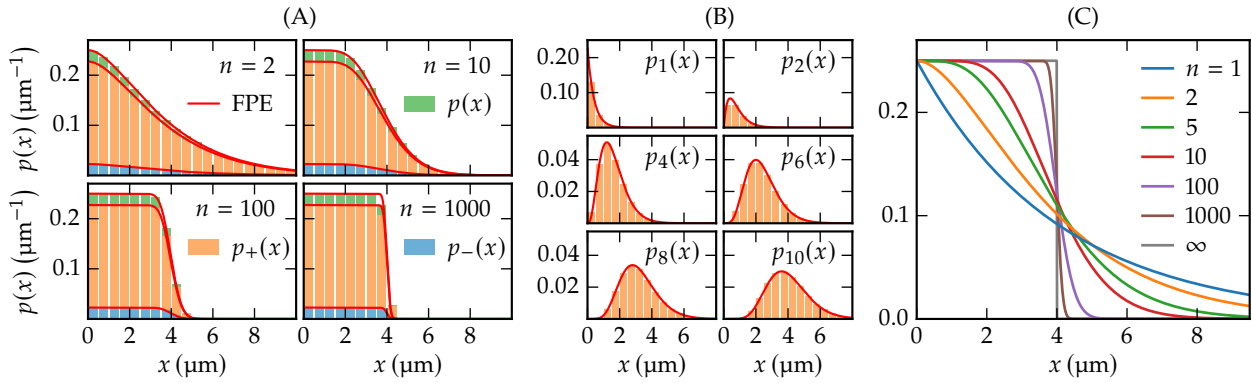 (A)
(B)
(C)
p(x) (μm⁻¹)
0.2
0.1
n = 2
FPE
n = 10
p(x)
p(x) (μm⁻¹)
0.2
0.1
n = 100
p₊(x)
n = 1000
p₋(x)
0 2 4 6 8
0 2 4 6 8
x (μm)
x (μm)
0.20
0.10
p₁(x)
p₂(x)
0.04
0.02
p₄(x)
p₆(x)
0.04
0.02
p₈(x)
p₁₀(x)
0 2 4 6
0 2 4 6
x (μm)
x (μm)
0.2
0.1
0.0
n = 1
2
5
10
100
1000
∞
0 2 4 6 8
x (μm)